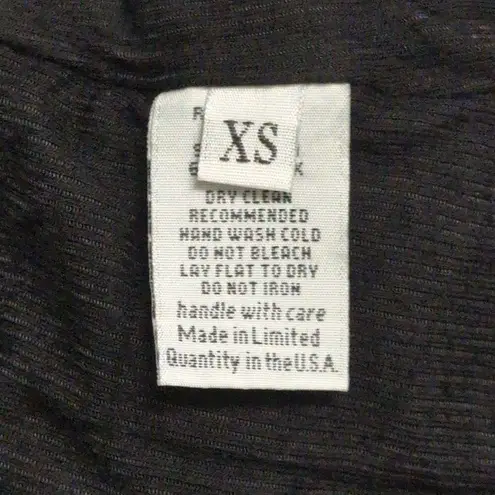 XS
DRY CLEAN
RECOMMENDED
HAND WASH COLD
DO NOT BLEACH
LAY FLAT TO DRY
DO NOT IRON
handle with care
Made in Limited
Quantity in the U.S.A.